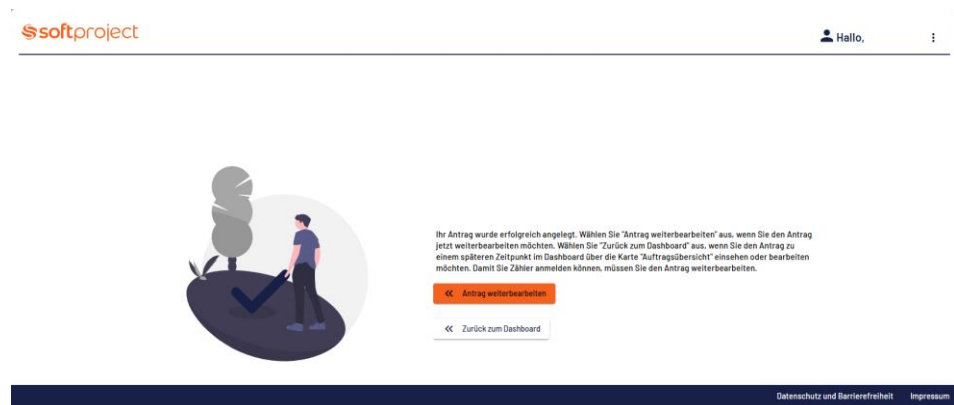 softproject
Hallo,
Ihr Antrag wurde erfolgreich angelegt. Wählen Sie "Antrag weiterbearbeiten" aus, wenn Sie den Antrag
jetzt weiterbearbeiten möchten. Wählen Sie "Zurück zum Dashboard" aus, wenn Sie den Antrag zu
einem späteren Zeitpunkt im Dashboard über die Karte "Auftragsübersicht" einsehen oder bearbeiten
möchten. Damit Sie Zähler anmelden können, müssen Sie den Antrag weiterbearbeiten.
Antrag weiterbearbeiten
Zurück zum Dashboard
Datenschutz und Barrierefreiheit Impressum